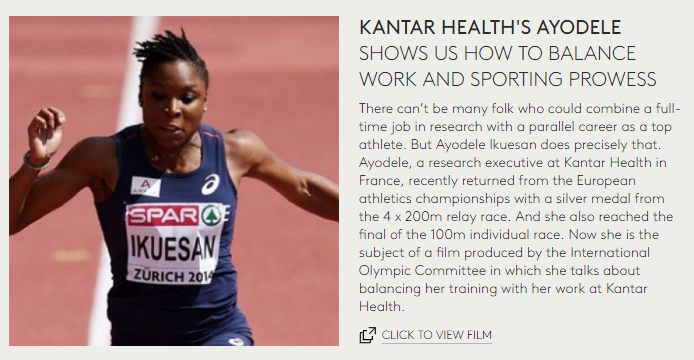 KANTAR HEALTH'S AYODELE
SHOWS US HOW TO BALANCE
WORK AND SPORTING PROWESS
There can't be many folk who could combine a full-
time job in research with a parallel career as a top
athlete. But Ayodele Ikuesan does precisely that.
Ayodele, a research executive at Kantar Health in
France, recently returned from the European
athletics championships with a silver medal from
the 4 x 200m relay race. And she also reached the
final of the 100m individual race. Now she is the
subject of a film produced by the International
Olympic Committee in which she talks about
balancing her training with her work at Kantar
Health.
CLICK TO VIEW FILM
SPAR
IKUESAN
ZÜRICH 2014